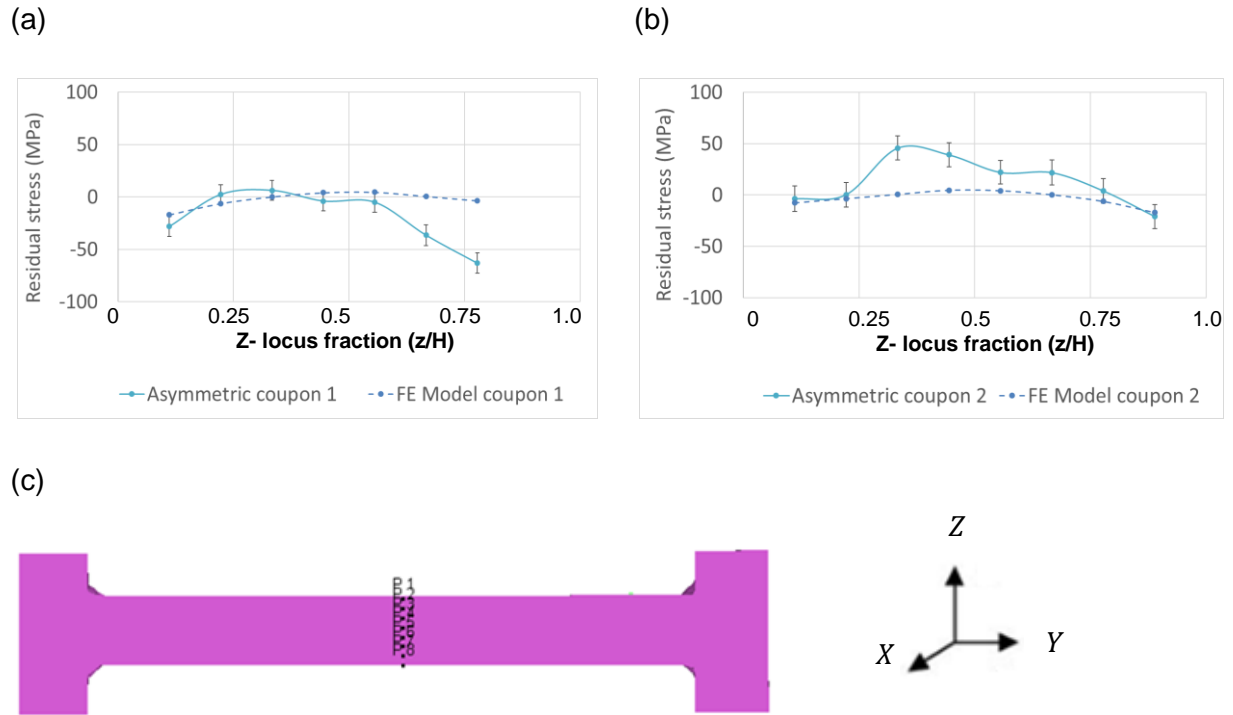 (a)
(b)
Residual stress (MPa)
100
50
0
-50
-100
0 0.25 0.5 0.75 1.0
Z- locus fraction (z/H)
Asymmetric coupon 1 FE Model coupon 1
Residual stress (MPa)
100
50
0
-50
-100
0 0.25 0.5 0.75 1.0
Z- locus fraction (z/H)
Asymmetric coupon 2 FE Model coupon 2
(c)
P.1
Z
X
Y